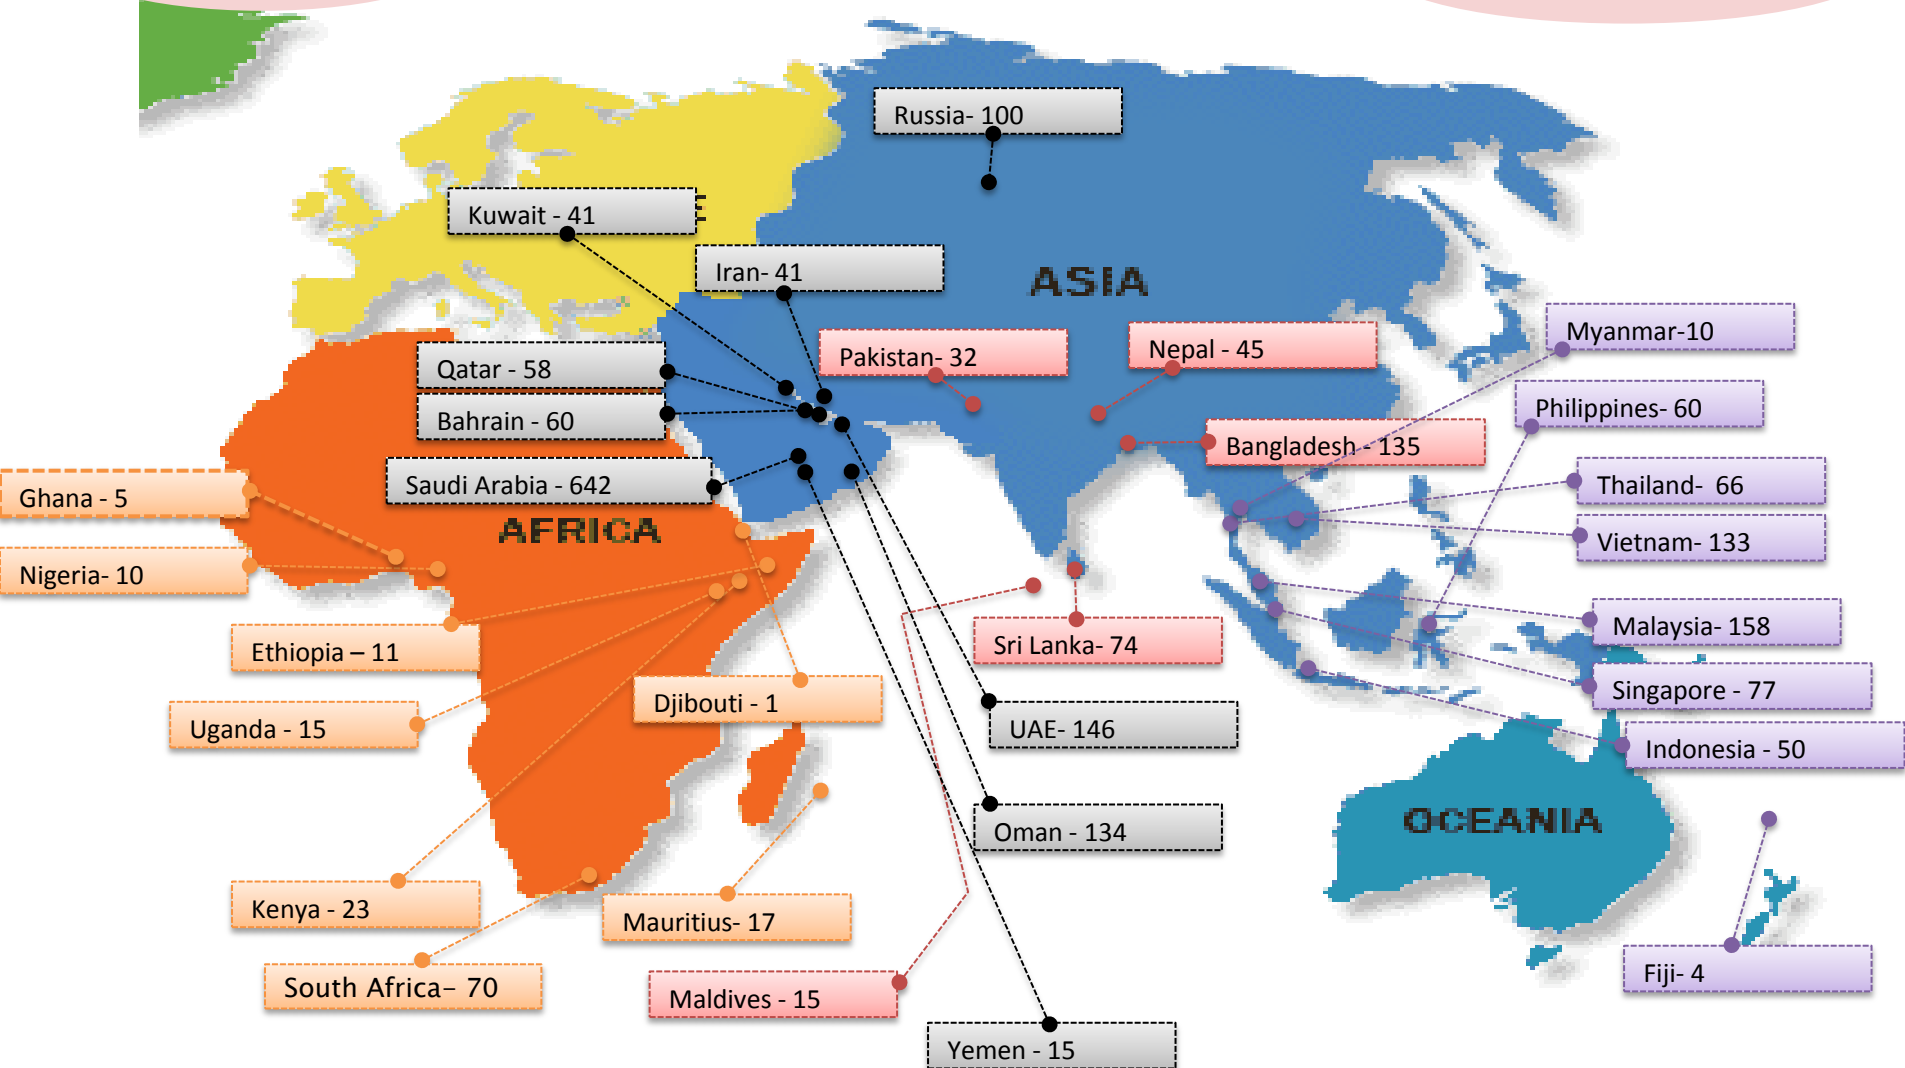 Russia- 100
Kuwait - 41
E
Iran- 41
ASIA
Myanmar-10
Pakistan- 32
Nepal - 45
Qatar - 58
Philippines- 60
Bahrain - 60
Bangladesh - 135
Saudi Arabia - 642
Thailand- 66
Ghana - 5
AFRICA
Vietnam- 133
Nigeria- 10
Malaysia- 158
Ethiopia – 11
Sri Lanka- 74
Singapore - 77
Djibouti - 1
Uganda - 15
UAE- 146
Indonesia - 50
OCEANIA
Oman - 134
Kenya - 23
Mauritius- 17
Fiji- 4
South Africa– 70
Maldives - 15
Yemen - 15